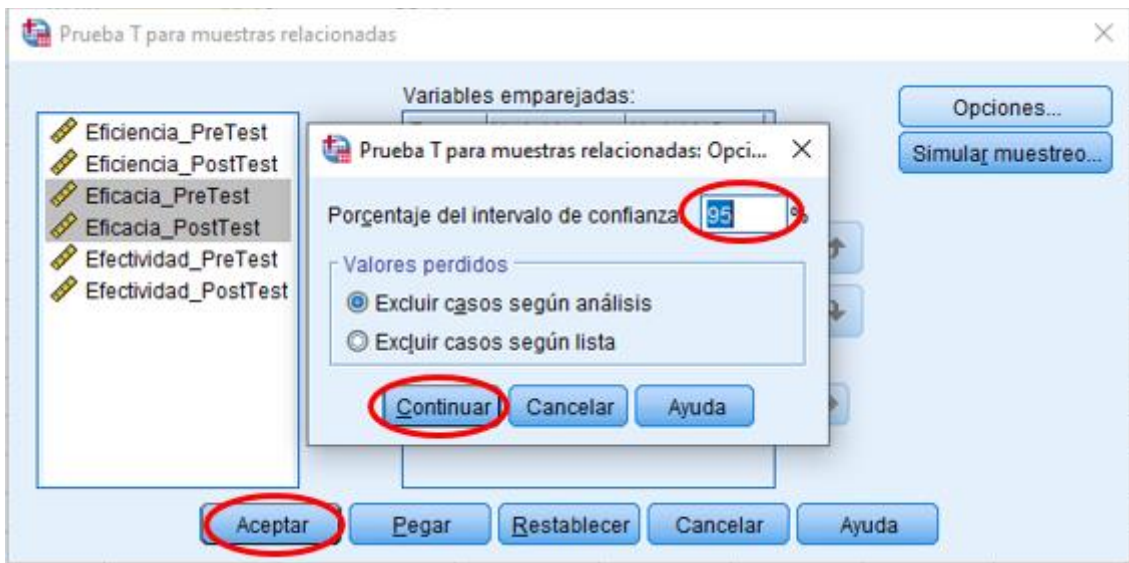 Prueba T para muestras relacionadas
Variables emparejadas:
Opciones...
Simular muestreo...
Eficiencia_PreTest
Eficiencia_PostTest
Eficacia_PreTest
Eficacia_PostTest
Efectividad_PreTest
Efectividad_PostTest
Prueba T para muestras relacionadas: Opci...
Porcentaje del intervalo de confianza 95 %
Valores perdidos
Excluir casos según análisis
Excluir casos según lista
Continuar Cancelar Ayuda
Aceptar Pegar Restablecer Cancelar Ayuda